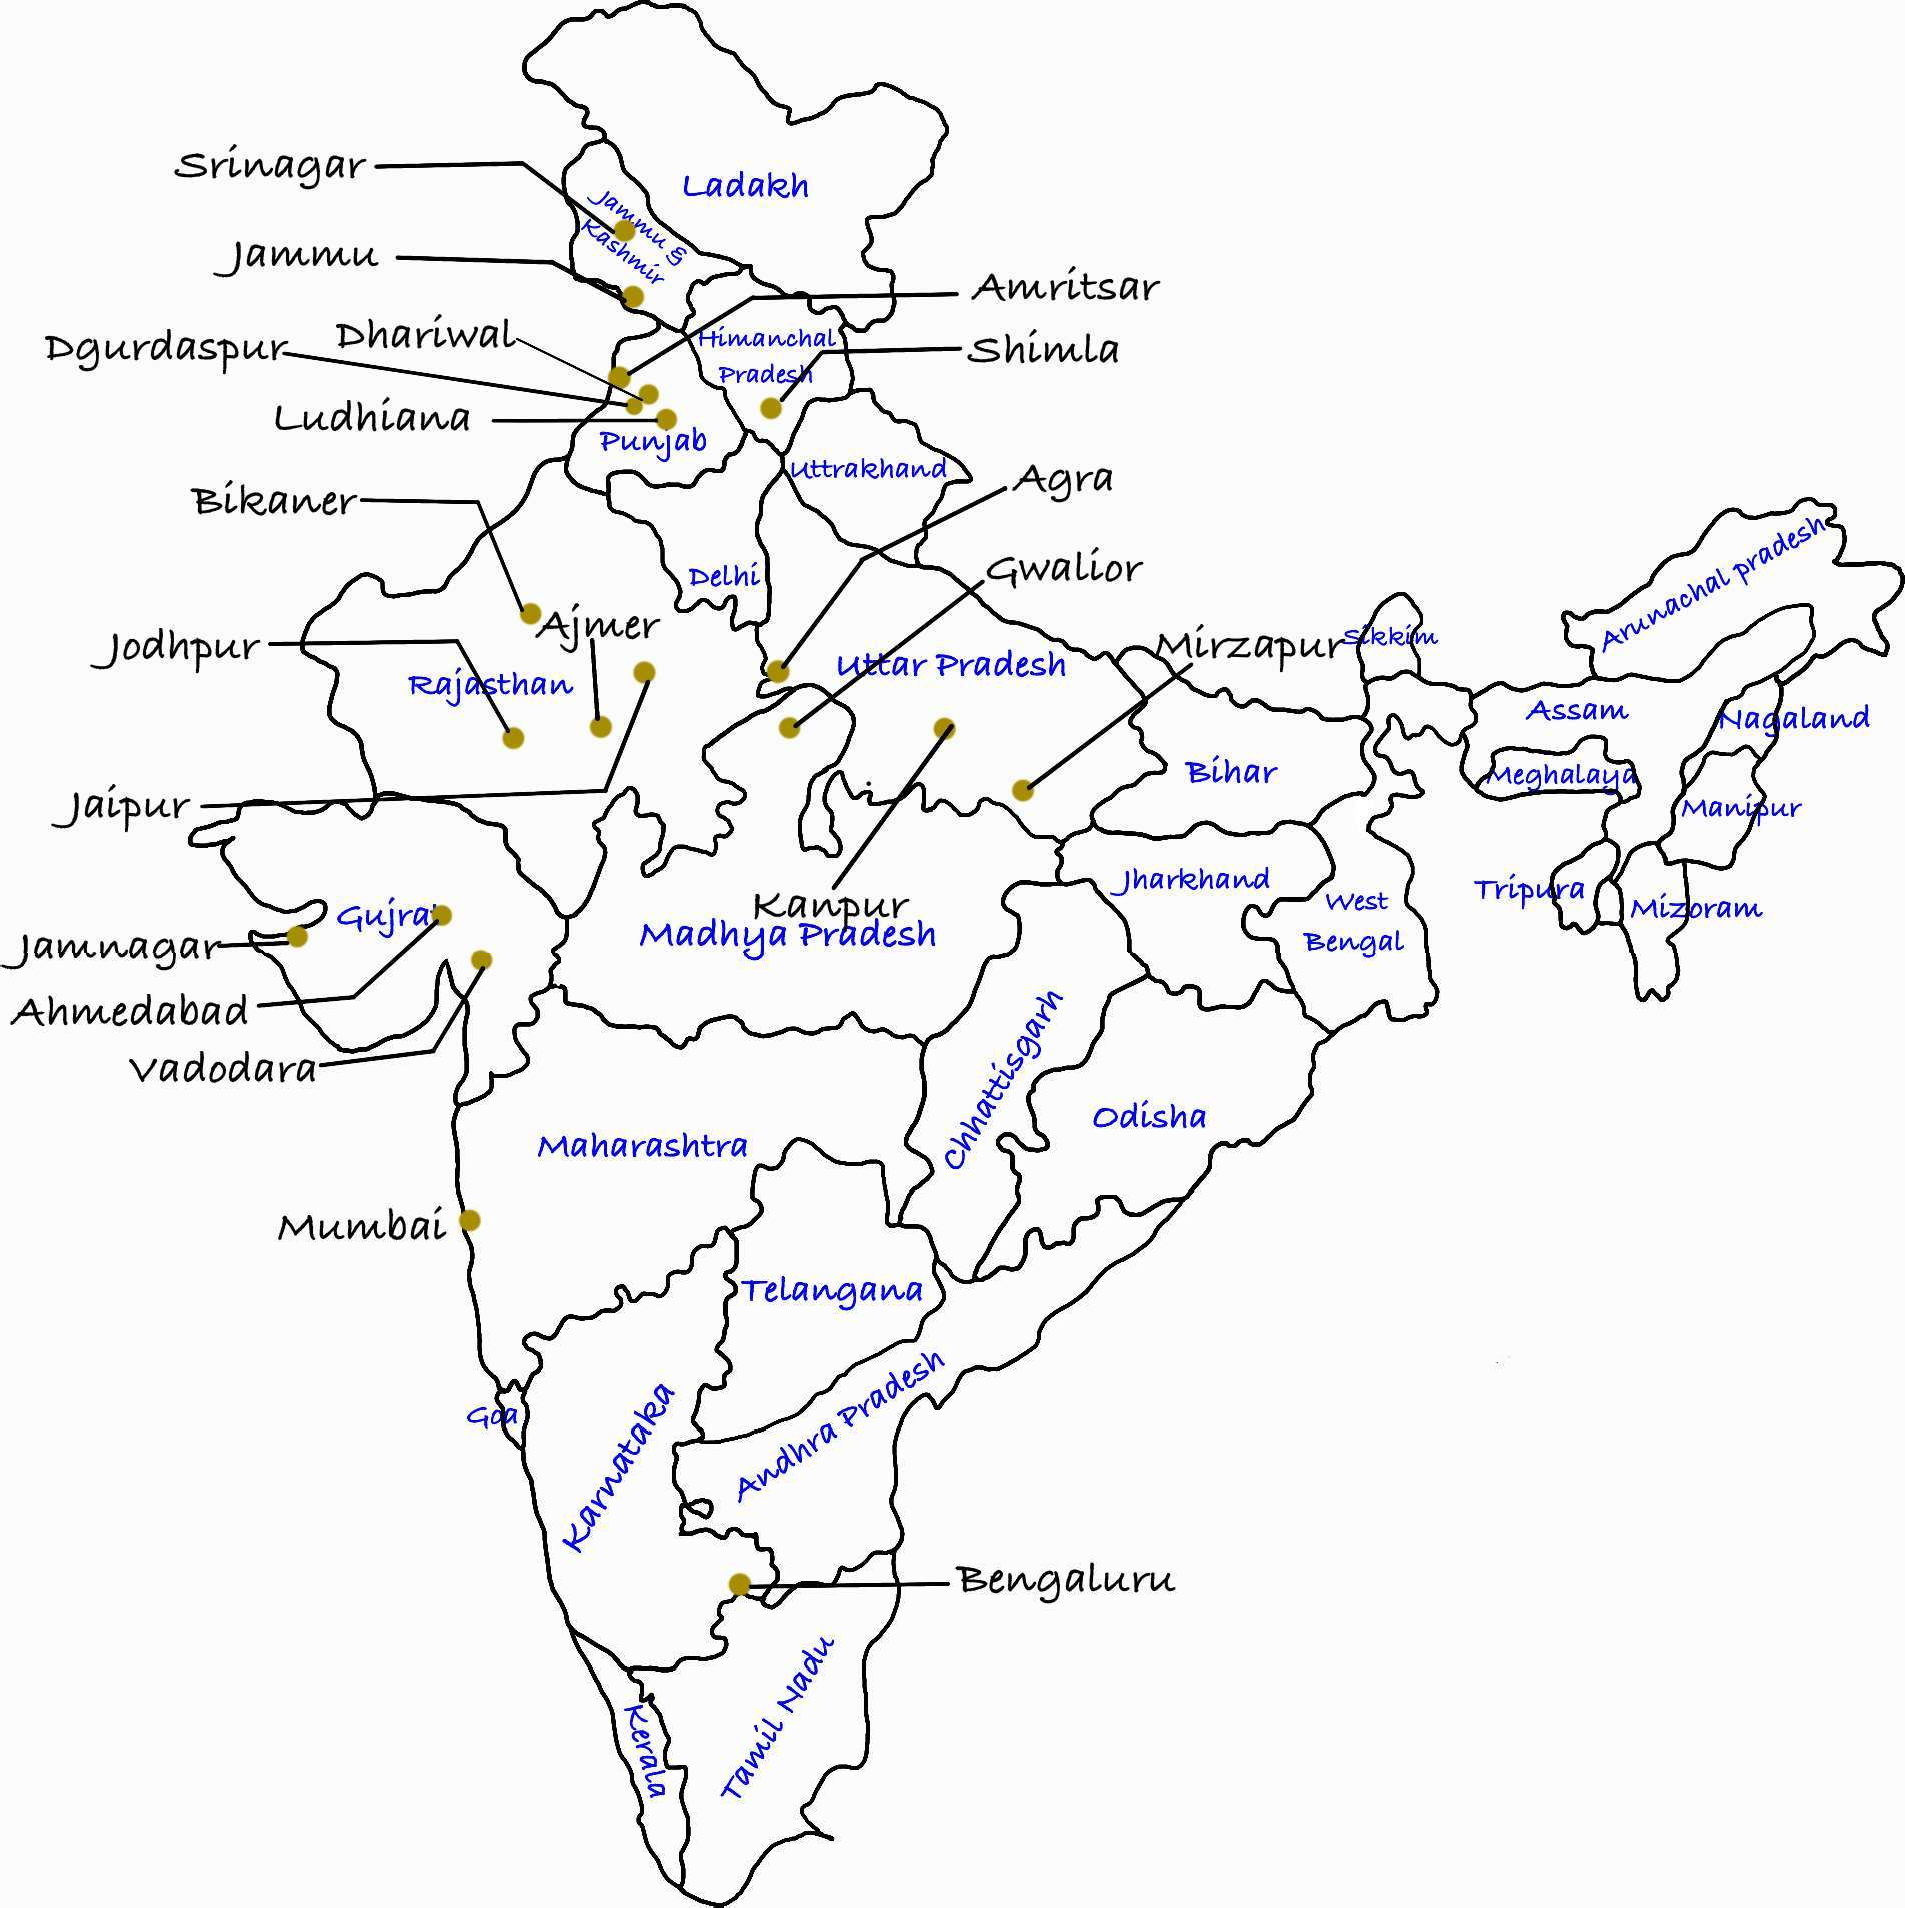 Srinagar
Ladakh
Jammu &
Kashmir
Jammu
Amritsar
Dhariwal
Dgurdaspur
Himanchal
Pradesh
Shimla
Ludhiana
Punjab
Uttrakhand
Agra
Bikaner
Delhi
Gwalior
Arunachal pradesh
Ajmer
Jodhpur
Rajasthan
Uttar Pradesh
Mirzapur
Sikkim
Assam
Nagaland
Jaipur
Bihar
Meghalaya
Manipur
Kanpur
Jharkhand
West
Bengal
Tripura
Mizoram
Gujrat
Madhya Pradesh
Jamnagar
Ahmedabad
Vadodara
Chhattisgarh
Odisha
Maharashtra
Mumbai
Telangana
Goa
Karnataka
Andhra Pradesh
Bengaluru
Tamil Nadu
Kerala